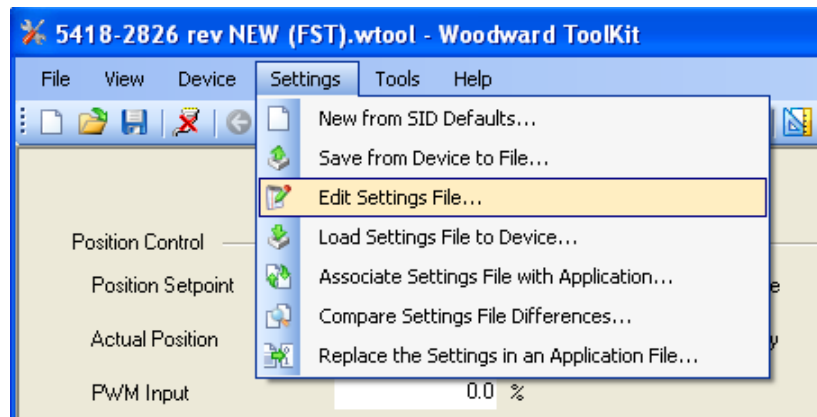 5418-2826 rev NEW (FST).wtool - Woodward ToolKit
File View Device Settings Tools Help
New from SID Defaults...
Save from Device to File...
Edit Settings File...
Position Control
Load Settings File to Device...
Position Setpoint
Associate Settings File with Application...
Compare Settings File Differences...
Actual Position
Replace the Settings in an Application File...
PWM Input 0.0 %